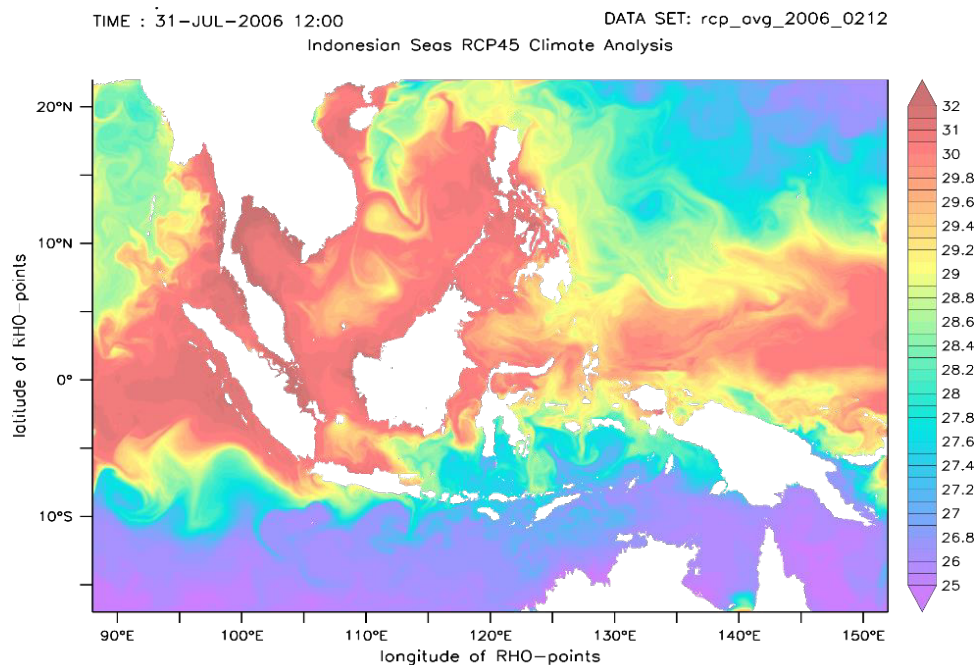 TIME : 31-JUL-2006 12:00
DATA SET: rcp_avg_2006_0212
Indonesian Seas RCP45 Climate Analysis
20°N
10°N
0°
10°S
latitude of RHO-points
90°E 100°E 110°E 120°E 130°E 140°E 150°E
longitude of RHO-points
32
31
30
29.8
29.6
29.4
29.2
29
28.8
28.6
28.4
28.2
28
27.8
27.6
27.4
27.2
27
26.8
26
25